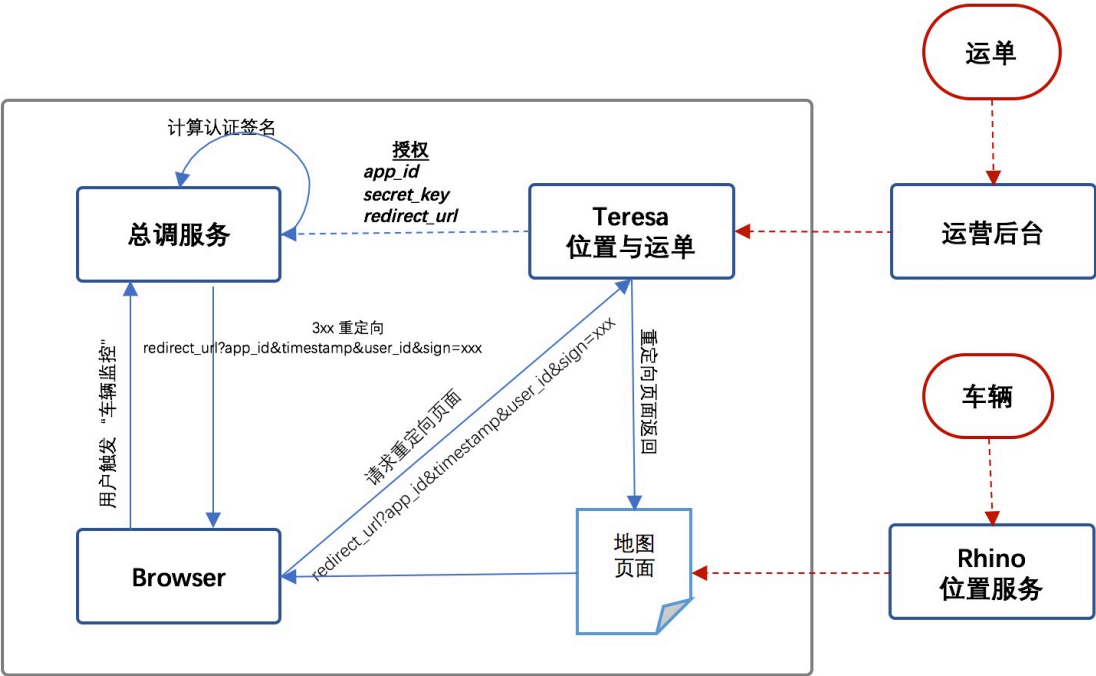 运单
计算认证签名
授权
app_id
secret_key
redirect_url
总调服务
Teresa
位置与运单
运营后台
3xx 重定向
redirect_url?app_id&timestamp&user_id&sign=xxx
用户触发 “车辆监控”
请求重定向页面
redirect_url?app_id&timestamp&user_id&sign=xxx
重定向页面返回
车辆
Browser
地图
页面
Rhino
位置服务